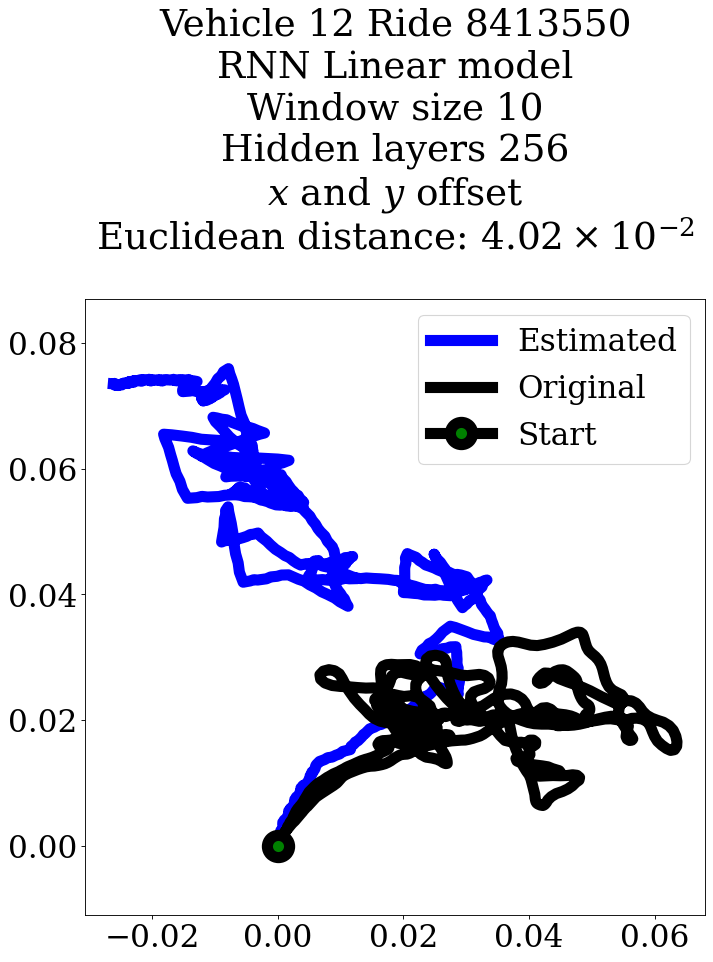 Vehicle 12 Ride 8413550
RNN Linear model
Window size 10
Hidden layers 256
x and y offset
Euclidean distance: 4.02 × 10⁻²
Estimated
Original
Start
0.08
0.06
0.04
0.02
0.00
−0.02 0.00 0.02 0.04 0.06